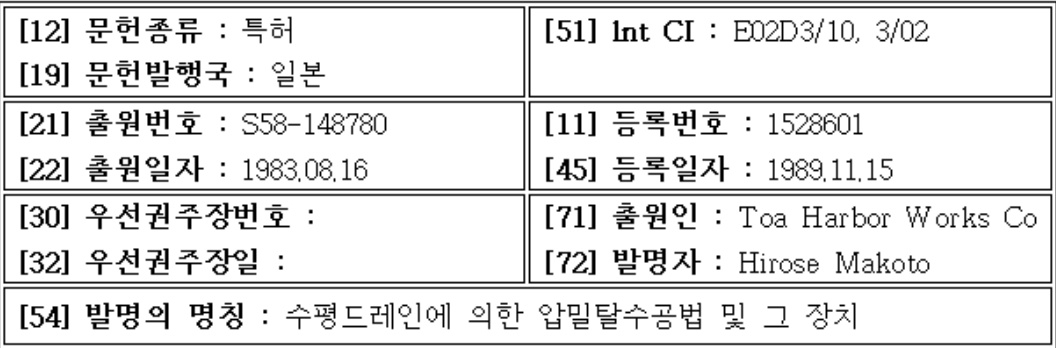 [12] 문헌종류 : 특허
[19] 문헌발행국 : 일본
[51] Int CI : E02D3/10, 3/02
[21] 출원번호 : S58-148780
[22] 출원일자 : 1983.08.16
[11] 등록번호 : 1528601
[45] 등록일자 : 1989.11.15
[30] 우선권주장번호 :
[32] 우선권주장일 :
[71] 출원인 : Toa Harbor Works Co
[72] 발명자 : Hirose Makoto
[54] 발명의 명칭 : 수평드레인에 의한 압밀탈수공법 및 그 장치